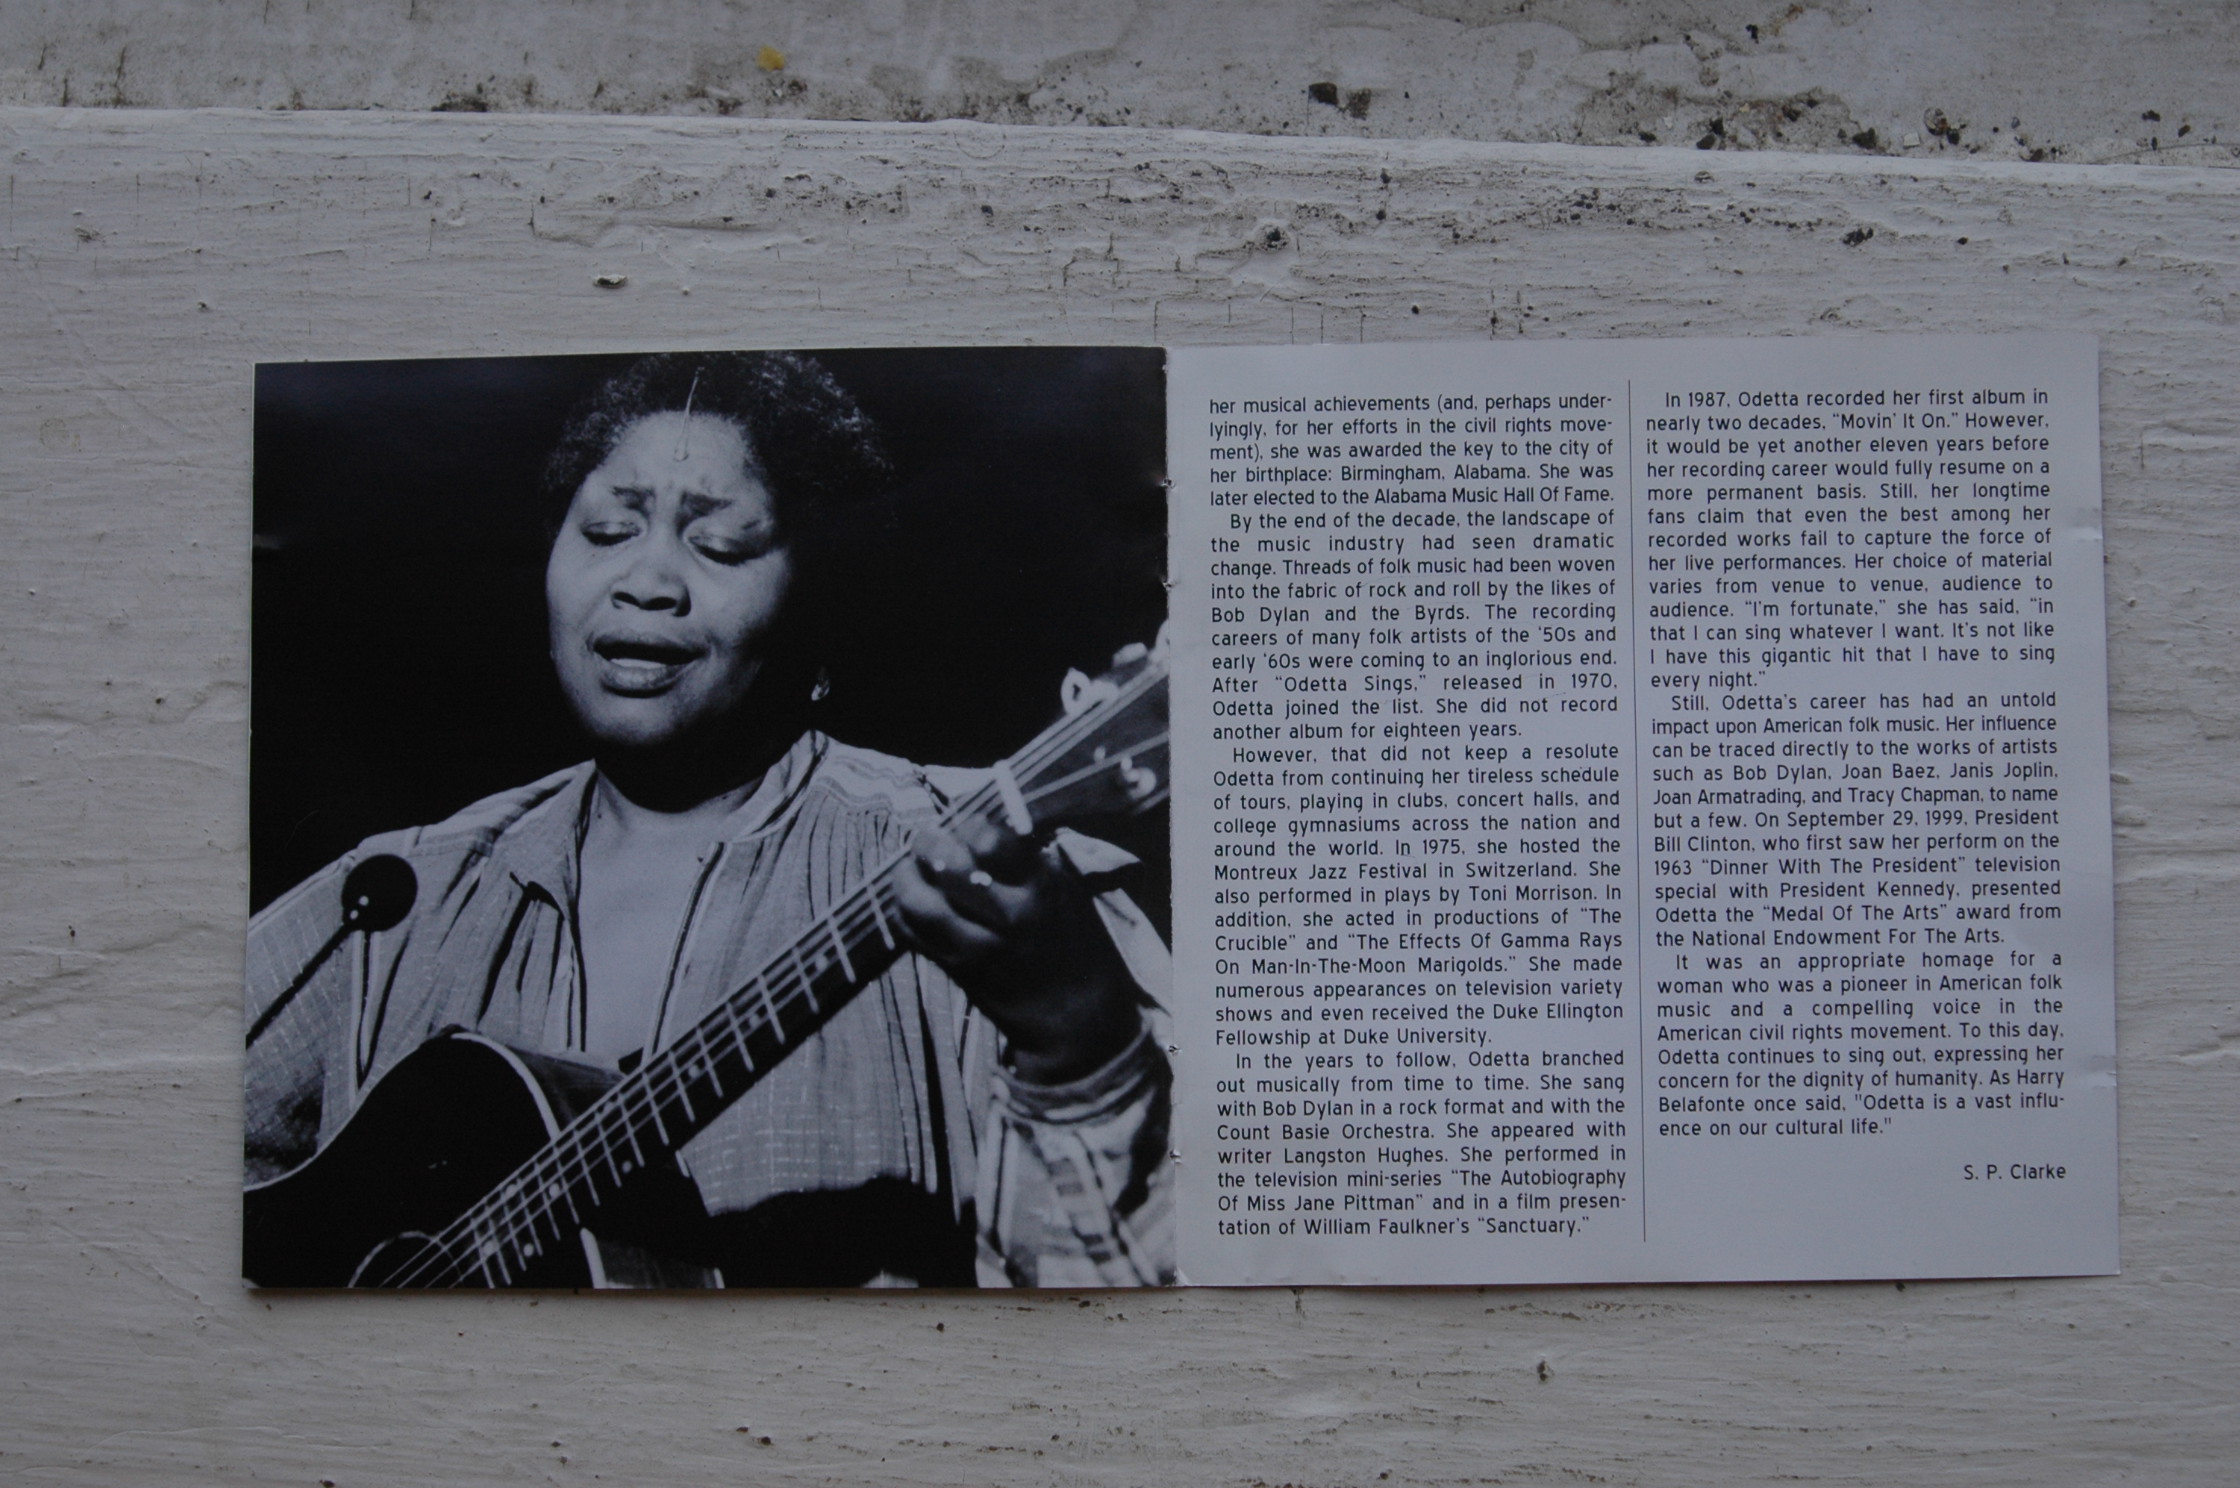 her musical achievements (and, perhaps under-
lyingly, for her efforts in the civil rights move-
ment), she was awarded the key to the city of
her birthplace: Birmingham, Alabama. She was
later elected to the Alabama Music Hall Of Fame.
By the end of the decade, the landscape of
the music industry had seen dramatic
change. Threads of folk music had been woven
into the fabric of rock and roll by the likes of
Bob Dylan and the Byrds. The recording
careers of many folk artists of the '50s and
early '60s were coming to an inglorious end.
After "Odetta Sings," released in 1970,
Odetta joined the list. She did not record
another album for eighteen years.
However, that did not keep a resolute
Odetta from continuing her tireless schedule
of tours, playing in clubs, concert halls, and
college gymnasiums across the nation and
around the world. In 1975, she hosted the
Montreux Jazz Festival in Switzerland. She
also performed in plays by Toni Morrison. In
addition, she acted in productions of "The
Crucible" and "The Effects Of Gamma Rays
On Man-In-The-Moon Marigolds." She made
numerous appearances on television variety
shows and even received the Duke Ellington
Fellowship at Duke University.
In the years to follow, Odetta branched
out musically from time to time. She sang
with Bob Dylan in a rock format and with the
Count Basie Orchestra. She appeared with
writer Langston Hughes. She performed in
the television mini-series "The Autobiography
Of Miss Jane Pittman" and in a film presen-
tation of William Faulkner's "Sanctuary."
In 1987, Odetta recorded her first album in
nearly two decades, "Movin' It On." However,
it would be yet another eleven years before
her recording career would fully resume on a
more permanent basis. Still, her longtime
fans claim that even the best among her
recorded works fail to capture the force of
her live performances. Her choice of material
varies from venue to venue, audience to
audience. "I'm fortunate," she has said, "in
that I can sing whatever I want. It's not like
I have this gigantic hit that I have to sing
every night."
Still, Odetta's career has had an untold
impact upon American folk music. Her influence
can be traced directly to the works of artists
such as Bob Dylan, Joan Baez, Janis Joplin,
Joan Armatrading, and Tracy Chapman, to name
but a few. On September 29, 1999, President
Bill Clinton, who first saw her perform on the
1963 "Dinner With The President" television
special with President Kennedy, presented
Odetta the "Medal Of The Arts" award from
the National Endowment For The Arts.
It was an appropriate homage for a
woman who was a pioneer in American folk
music and a compelling voice in the
American civil rights movement. To this day,
Odetta continues to sing out, expressing her
concern for the dignity of humanity. As Harry
Belafonte once said, "Odetta is a vast influ-
ence on our cultural life."
S. P. Clarke